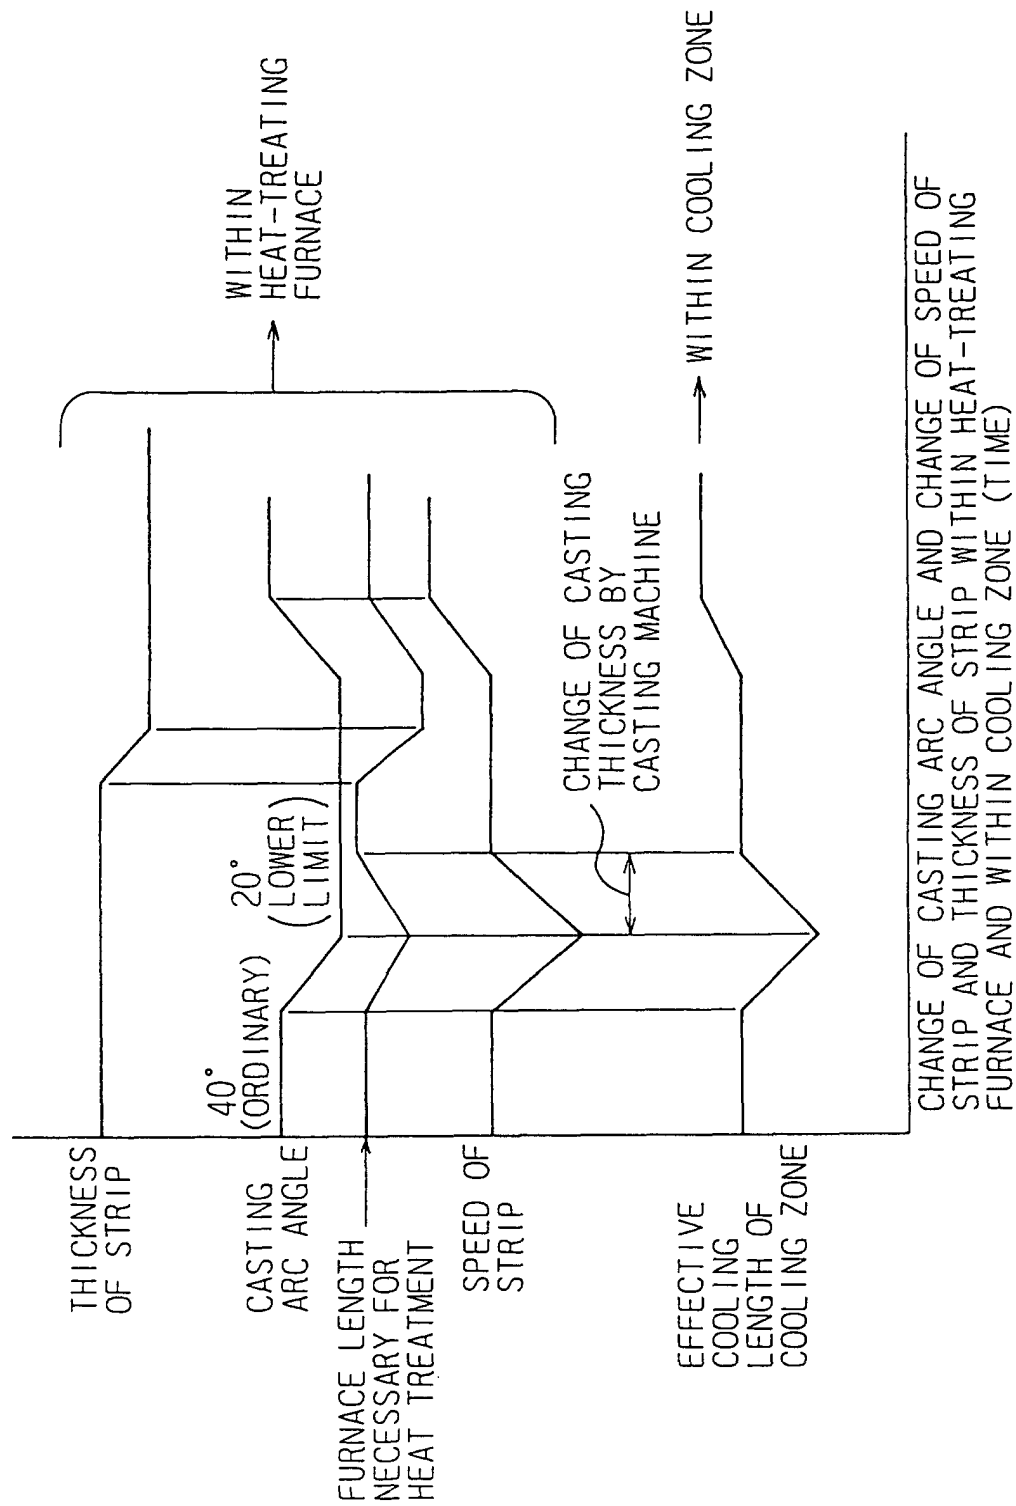 THICKNESS
OF STRIP
CASTING
ARC ANGLE
FURNACE LENGTH
NECESSARY FOR
HEAT TREATMENT
SPEED OF
STRIP
EFFECTIVE
COOLING
LENGTH OF
COOLING ZONE
40°
(ORDINARY)
20°
(LOWER
LIMIT)
CHANGE OF CASTING
THICKNESS BY
CASTING MACHINE
WITHIN
HEAT-TREATING
FURNACE
WITHIN COOLING ZONE
CHANGE OF CASTING ARC ANGLE AND CHANGE OF SPEED OF
STRIP AND THICKNESS OF STRIP WITHIN HEAT-TREATING
FURNACE AND WITHIN COOLING ZONE (TIME)